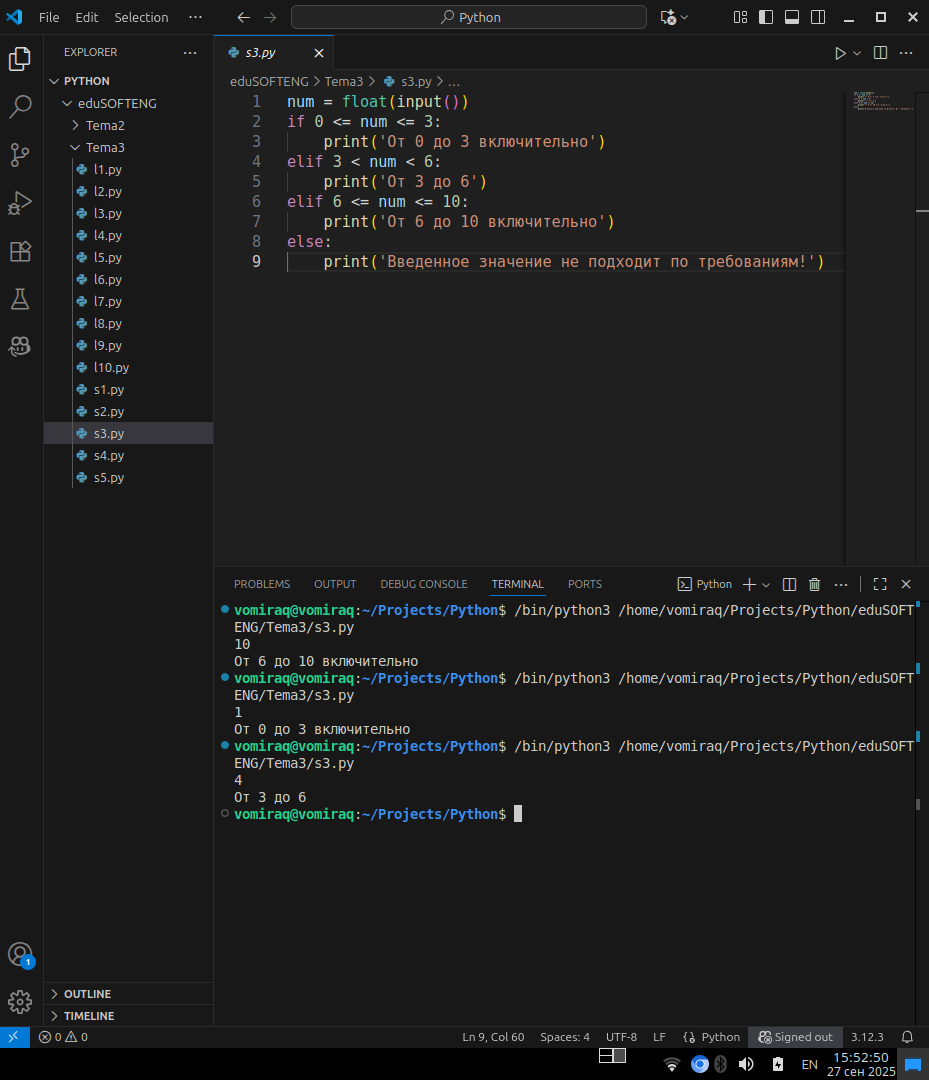 File Edit Selection ··· Python
EXPLORER ···
PYTHON
eduSOFTENG
Tema2
Tema3
l1.py
l2.py
l3.py
l4.py
l5.py
l6.py
l7.py
l8.py
l9.py
l10.py
s1.py
s2.py
s3.py
s4.py
s5.py
OUTLINE
TIMELINE
s3.py
eduSOFTENG > Tema3 > s3.py > ...
1 num = float(input())
2 if 0 <= num <= 3:
3 print('От 0 до 3 включительно')
4 elif 3 < num < 6:
5 print('От 3 до 6')
6 elif 6 <= num <= 10:
7 print('От 6 до 10 включительно')
8 else:
9 print('Введенное значение не подходит по требованиям!')
PROBLEMS OUTPUT DEBUG CONSOLE TERMINAL PORTS Python
vomiraq@vomiraq:~/Projects/Python$ /bin/python3 /home/vomiraq/Projects/Python/eduSOFT
ENG/Tema3/s3.py
10
От 6 до 10 включительно
vomiraq@vomiraq:~/Projects/Python$ /bin/python3 /home/vomiraq/Projects/Python/eduSOFT
ENG/Tema3/s3.py
1
От 0 до 3 включительно
vomiraq@vomiraq:~/Projects/Python$ /bin/python3 /home/vomiraq/Projects/Python/eduSOFT
ENG/Tema3/s3.py
4
От 3 до 6
vomiraq@vomiraq:~/Projects/Python$
1
0 0 Ln 9, Col 60 Spaces: 4 UTF-8 LF Python Signed out 3.12.3
EN 15:52:50
27 сен 2025